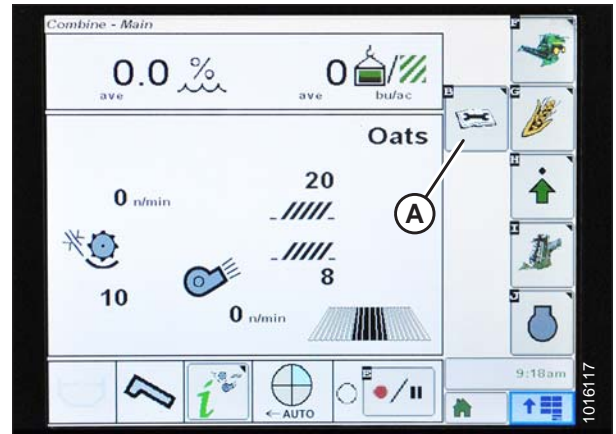 Combine - Main
F
0.0 %
ave
0
ave bu/ac
B
G
Oats
H
A
0 n/min
20
I
8
10
0 n/min
J
i
← AUTO
E
9:18am
1016117